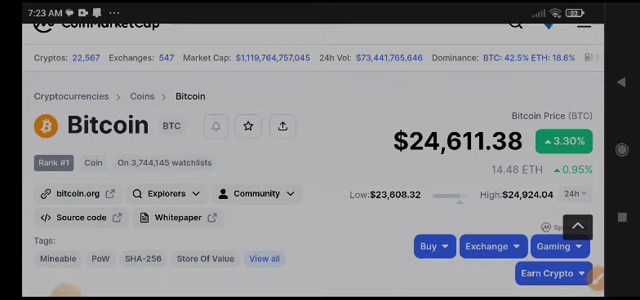 7:23 AM
CoinMarketCap
Cryptos: 22,567 Exchanges: 547 Market Cap: $1,119,764,757,045 24h Vol: $73,441,765,646 Dominance: BTC: 42.5% ETH: 18.6%
Cryptocurrencies > Coins > Bitcoin
Bitcoin BTC
Bitcoin Price (BTC)
$24,611.38 3.30%
Rank #1 Coin On 3,744,145 watchlists
14.48 ETH 0.95%
bitcoin.org Explorers Community
Low:$23,608.32 High:$24,924.04 24h
Source code Whitepaper
Tags:
Mineable PoW SHA-256 Store Of Value View all
Buy Exchange Gaming
Earn Crypto